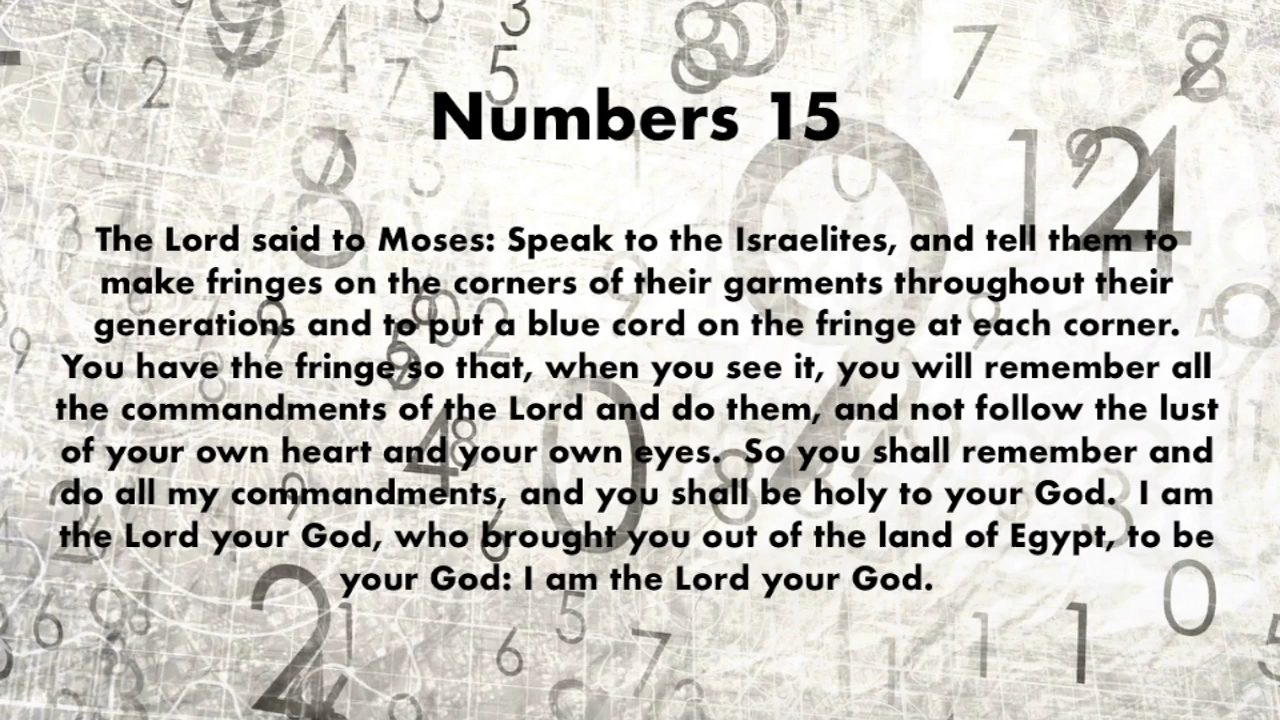 Numbers 15
The Lord said to Moses: Speak to the Israelites, and tell them to
make fringes on the corners of their garments throughout their
generations and to put a blue cord on the fringe at each corner.
You have the fringe so that, when you see it, you will remember all
the commandments of the Lord and do them, and not follow the lust
of your own heart and your own eyes.  So you shall remember and
do all my commandments, and you shall be holy to your God.  I am
the Lord your God, who brought you out of the land of Egypt, to be
your God: I am the Lord your God.